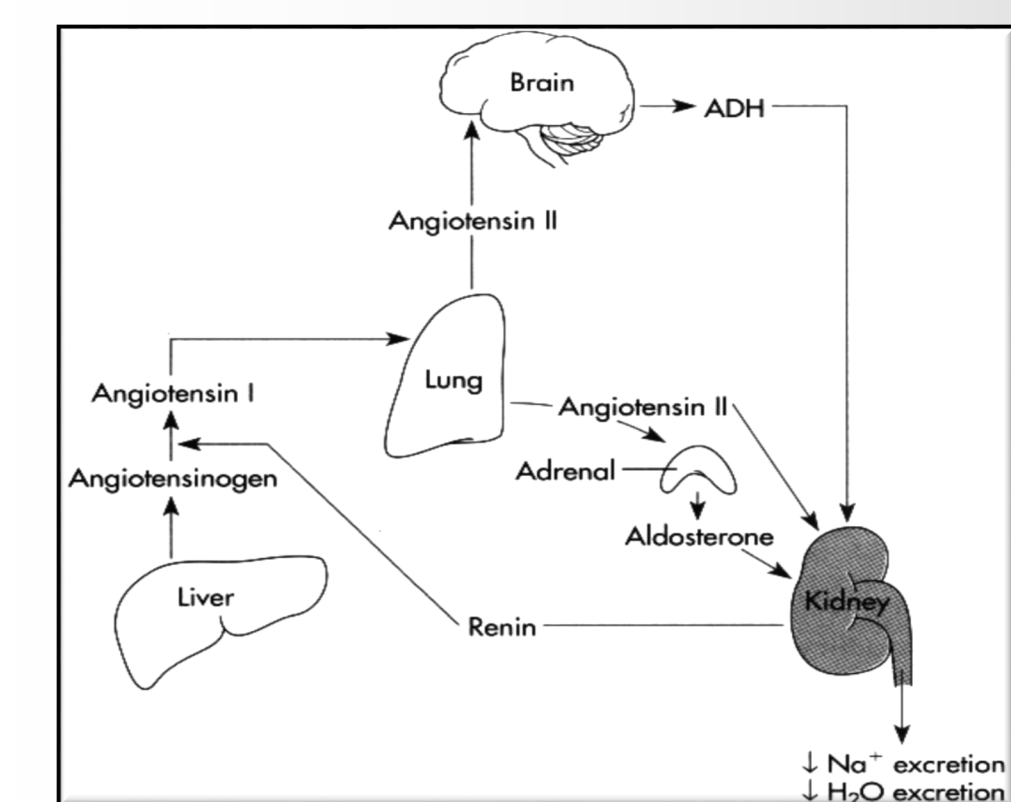 Brain
ADH
Angiotensin II
Lung
Angiotensin I
Angiotensin II
Angiotensinogen
Adrenal
Aldosterone
Liver
Kidney
Renin
↓ Na⁺ excretion
↓ H₂O excretion